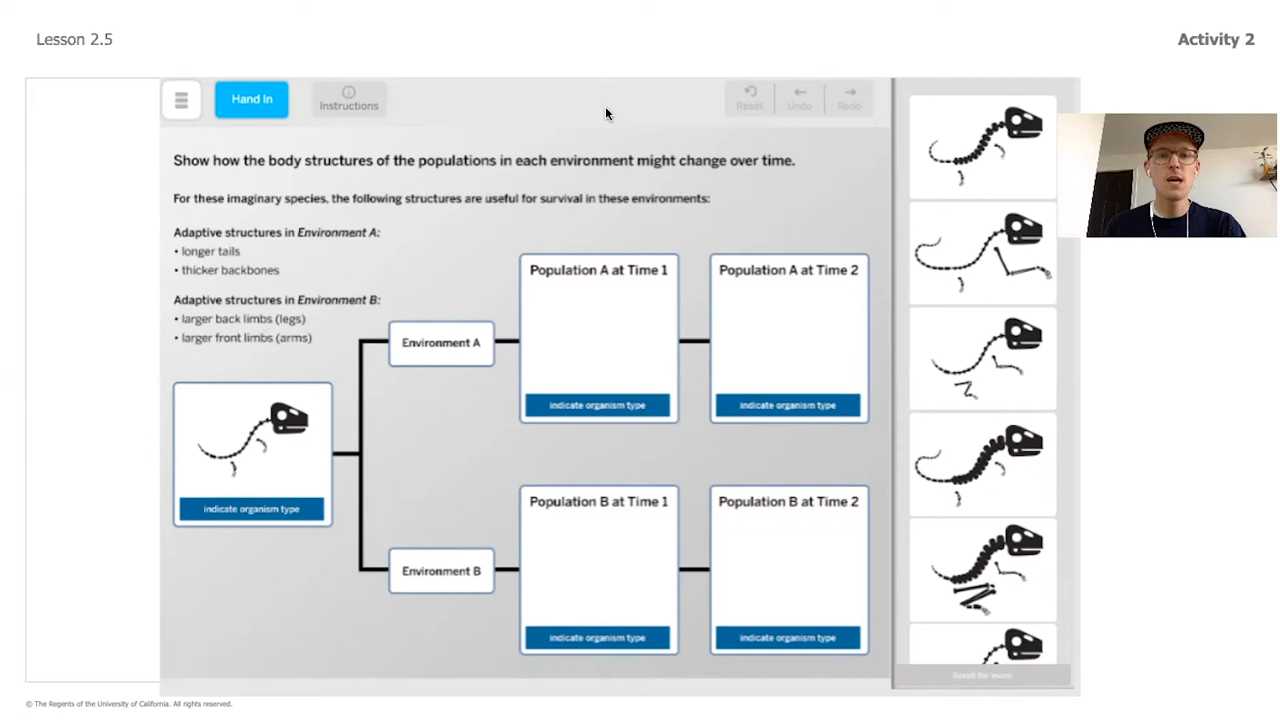 Lesson 2.5
Activity 2
Hand In
Instructions
Reset
Undo
Redo
Show how the body structures of the populations in each environment might change over time.
For these imaginary species, the following structures are useful for survival in these environments:
Adaptive structures in Environment A:
• longer tails
• thicker backbones
Adaptive structures in Environment B:
• larger back limbs (legs)
• larger front limbs (arms)
Population A at Time 1
indicate organism type
Population A at Time 2
indicate organism type
Environment A
indicate organism type
Environment B
Population B at Time 1
indicate organism type
Population B at Time 2
indicate organism type
Scroll for more
© The Regents of the University of California. All rights reserved.